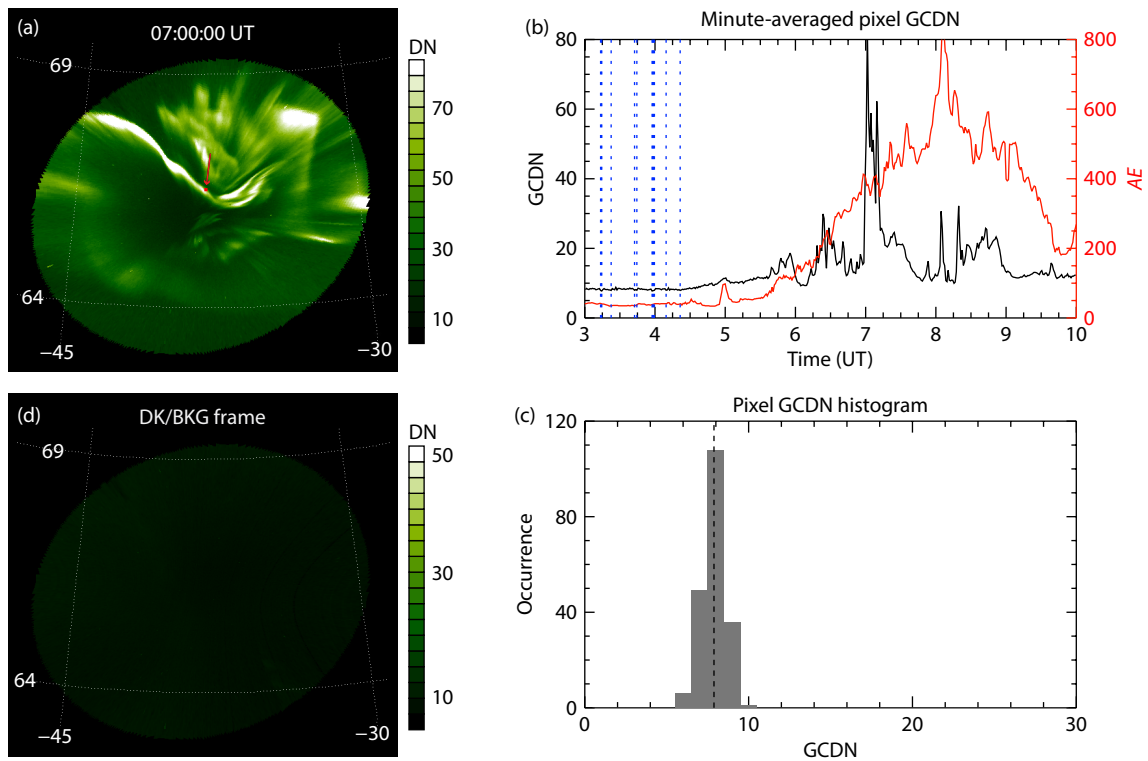 (a)
07:00:00 UT
69
64
−45
−30
DN
70
50
30
10
(b)
Minute-averaged pixel GCDN
80
60
40
20
0
GCDN
800
600
400
200
0
AE
3 4 5 6 7 8 9 10
Time (UT)
(d)
DK/BKG frame
69
64
−45
−30
DN
50
30
10
(c)
Pixel GCDN histogram
120
80
40
0
Occurrence
0 10 20 30
GCDN